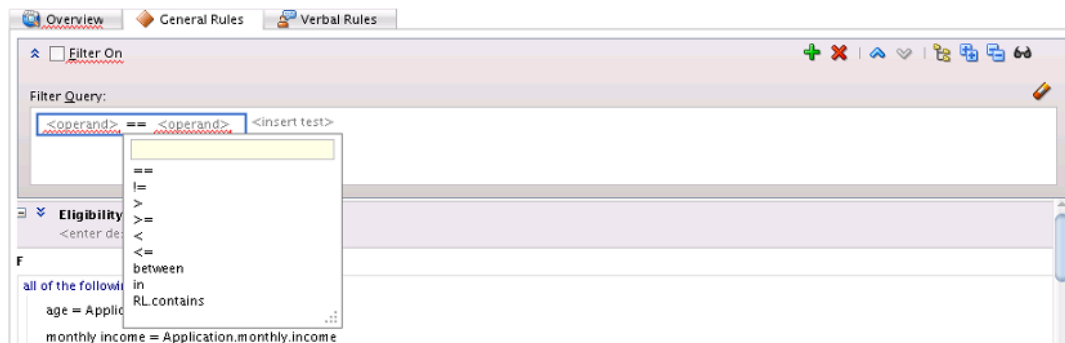 Overview General Rules Verbal Rules
Filter On
Filter Query:
<operand> == <operand> <insert test>
==
!=
>
>=
<
<=
between
in
RL.contains
Eligibility
<enter de
F
all of the followi
age = Applic
monthly income = Application.monthly.income